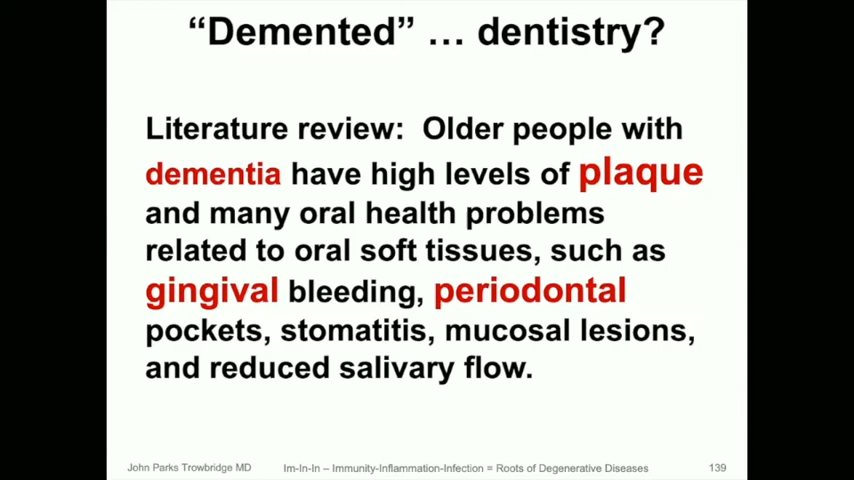 “Demented” … dentistry?
Literature review:  Older people with
dementia have high levels of plaque
and many oral health problems
related to oral soft tissues, such as
gingival bleeding, periodontal
pockets, stomatitis, mucosal lesions,
and reduced salivary flow.
John Parks Trowbridge MD
Im-In-In – Immunity-Inflammation-Infection = Roots of Degenerative Diseases
139